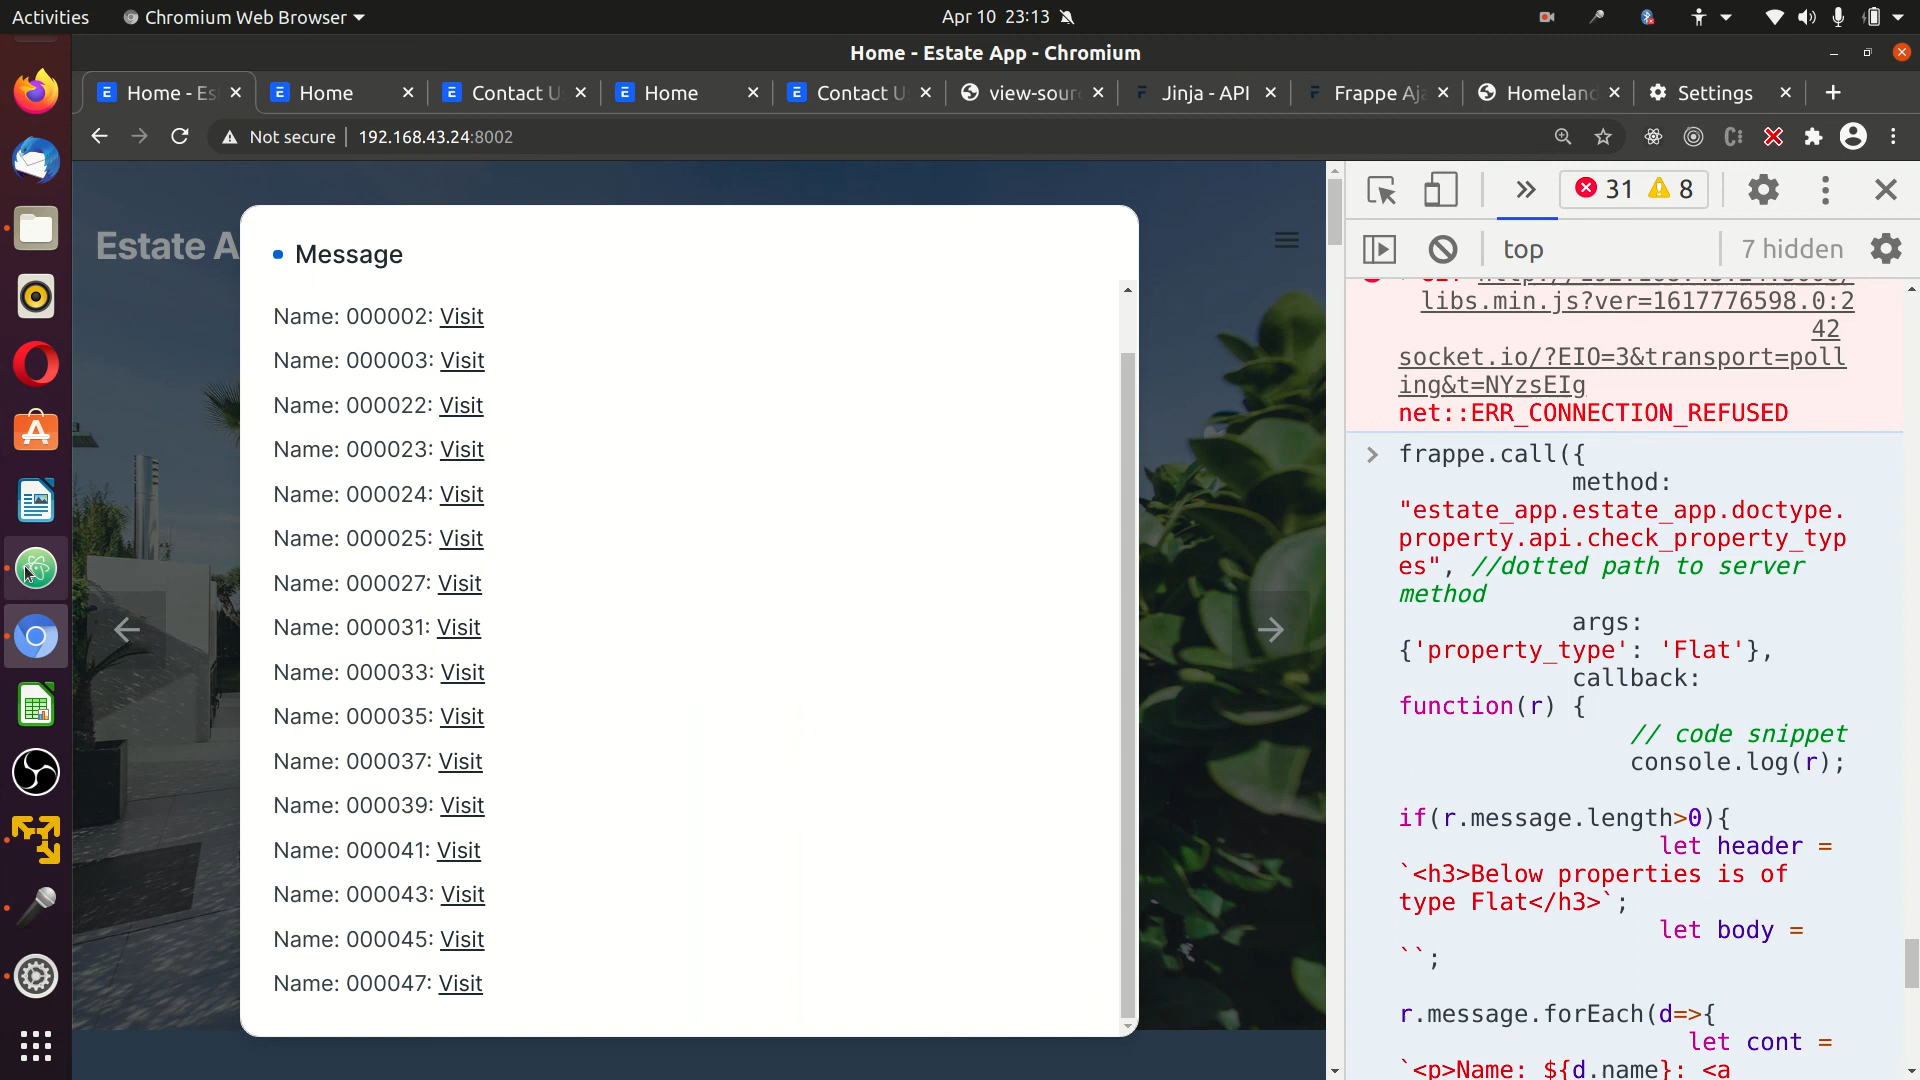 Activities
Chromium Web Browser
Apr 10 23:13
Home - Estate App - Chromium
Home - Es
Home
Contact U
Home
Contact U
view-sour
Jinja - API
Frappe Aj
Homeland
Settings
Not secure
192.168.43.24:8002
Estate A
Message
Name: 000002: Visit
Name: 000003: Visit
Name: 000022: Visit
Name: 000023: Visit
Name: 000024: Visit
Name: 000025: Visit
Name: 000027: Visit
Name: 000031: Visit
Name: 000033: Visit
Name: 000035: Visit
Name: 000037: Visit
Name: 000039: Visit
Name: 000041: Visit
Name: 000043: Visit
Name: 000045: Visit
Name: 000047: Visit
31 8
top
7 hidden
libs.min.js?ver=1617776598.0:2
42
socket.io/?EIO=3&transport=poll
ing&t=NYzsEIg
net::ERR_CONNECTION_REFUSED
frappe.call({
method:
"estate_app.estate_app.doctype.
property.api.check_property_typ
es", //dotted path to server
method
args:
{'property_type': 'Flat'},
callback:
function(r) {
// code snippet
console.log(r);
if(r.message.length>0){
let header =
`<h3>Below properties is of
type Flat</h3>`;
let body =
``;
r.message.forEach(d=>{
let cont =
`<p>Name: ${d.name}: <a